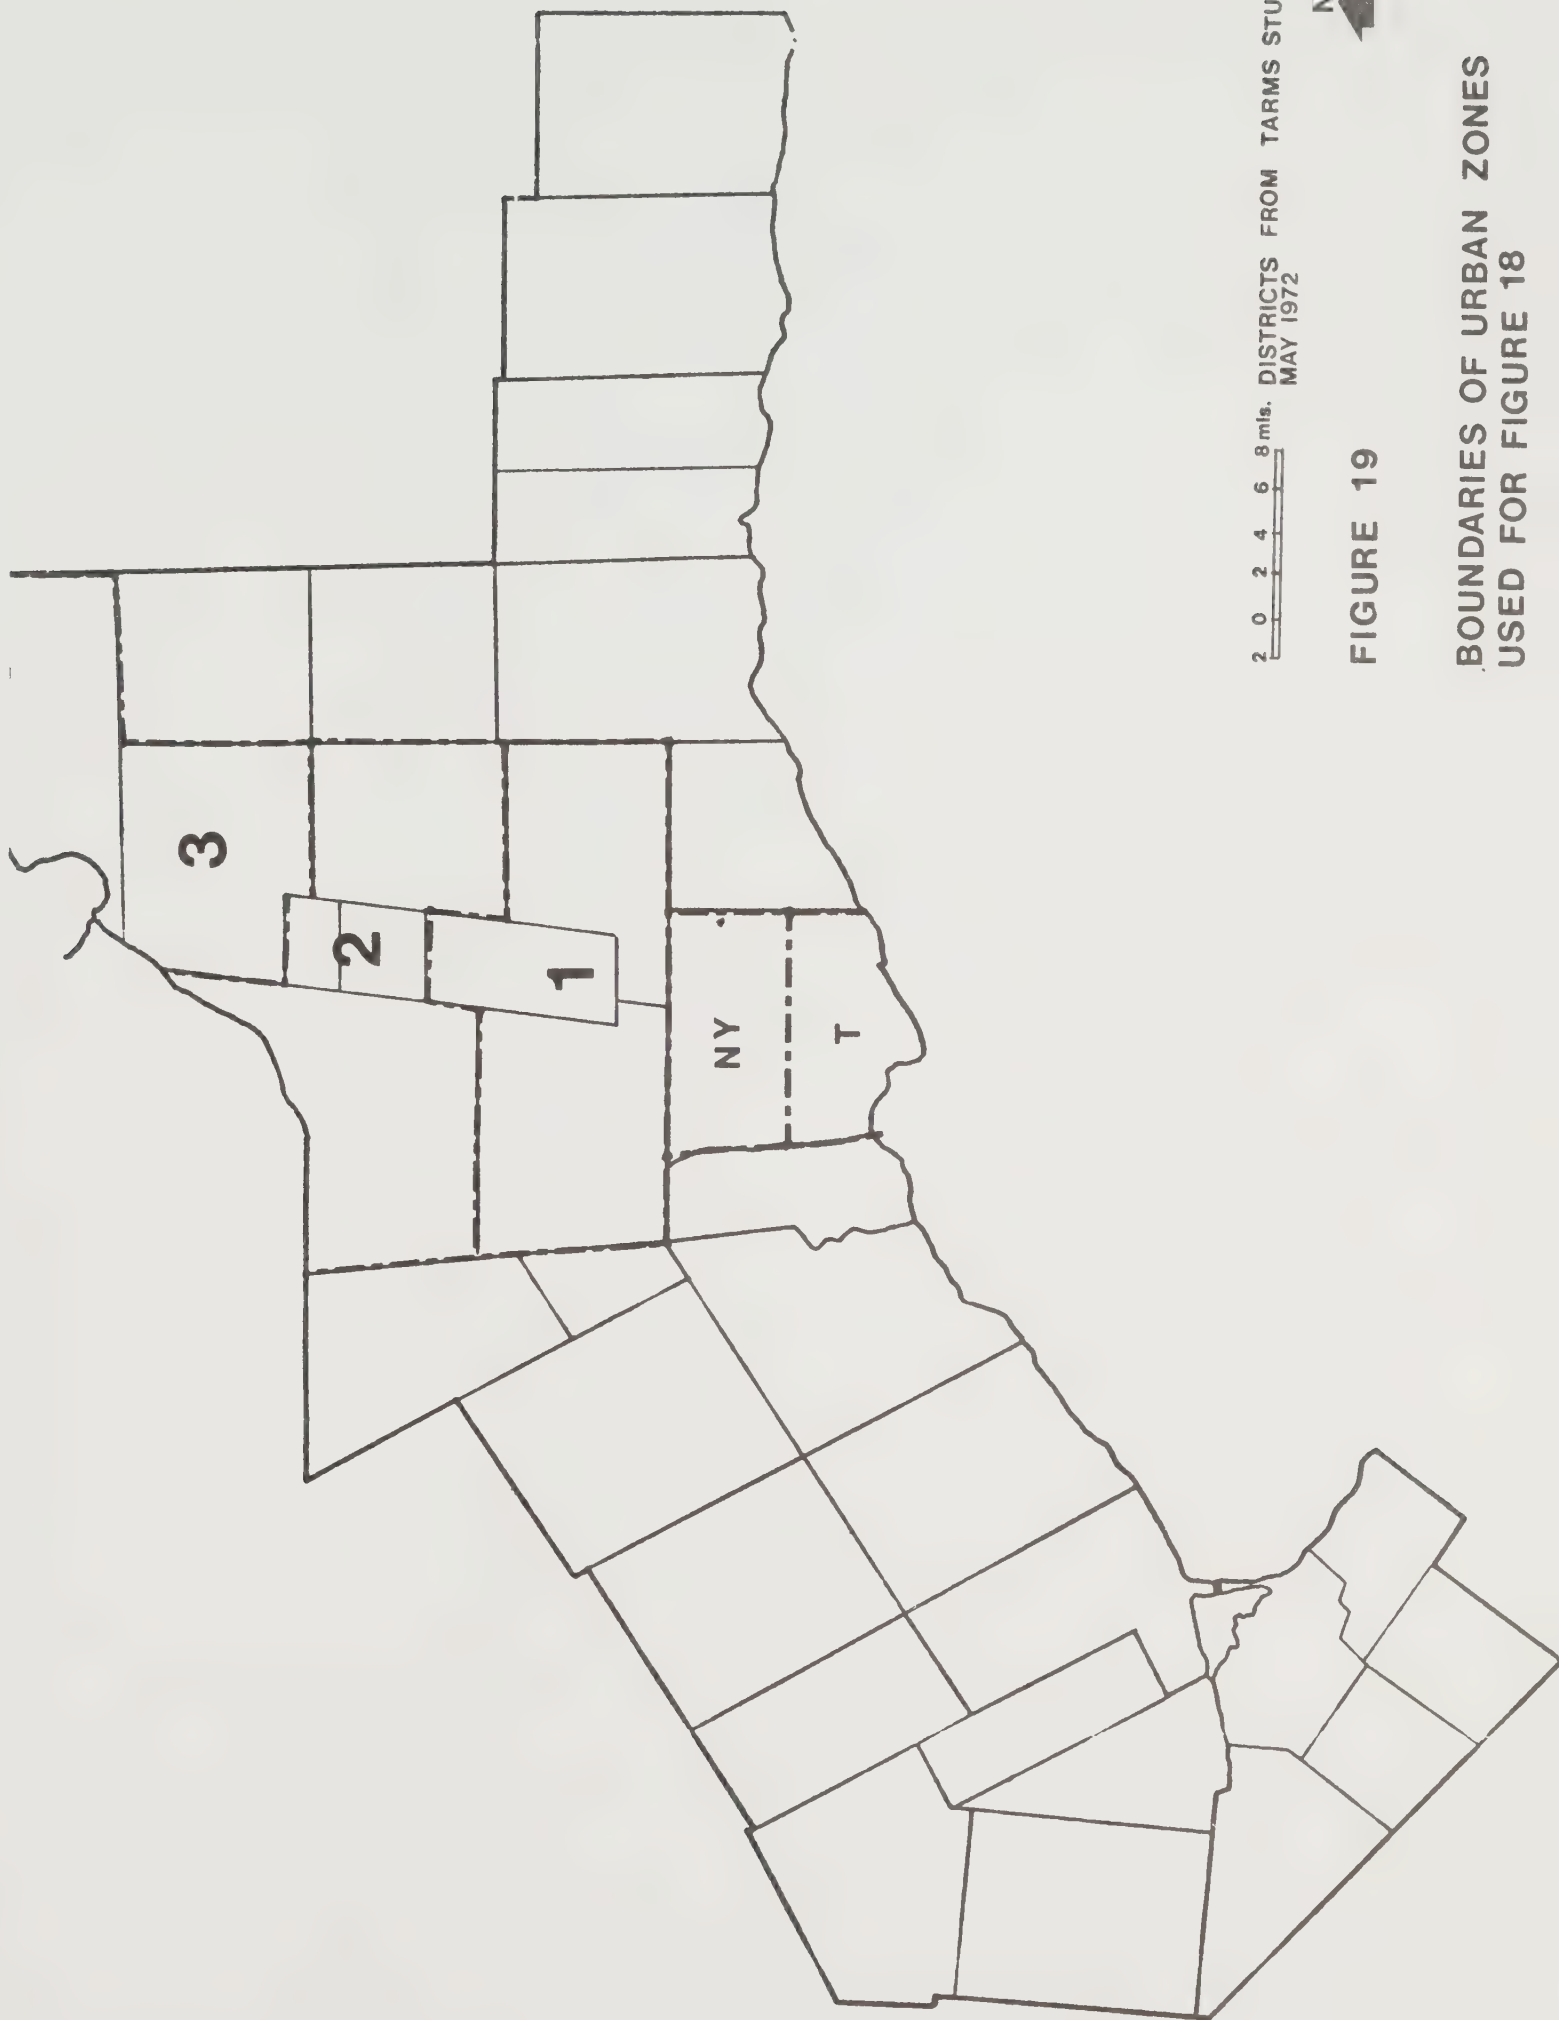 3
2
1
NY
T
2 0 2 4 6 8 mls.
DISTRICTS FROM TARMS STU
MAY 1972
N
FIGURE 19
BOUNDARIES OF URBAN ZONES
USED FOR FIGURE 18